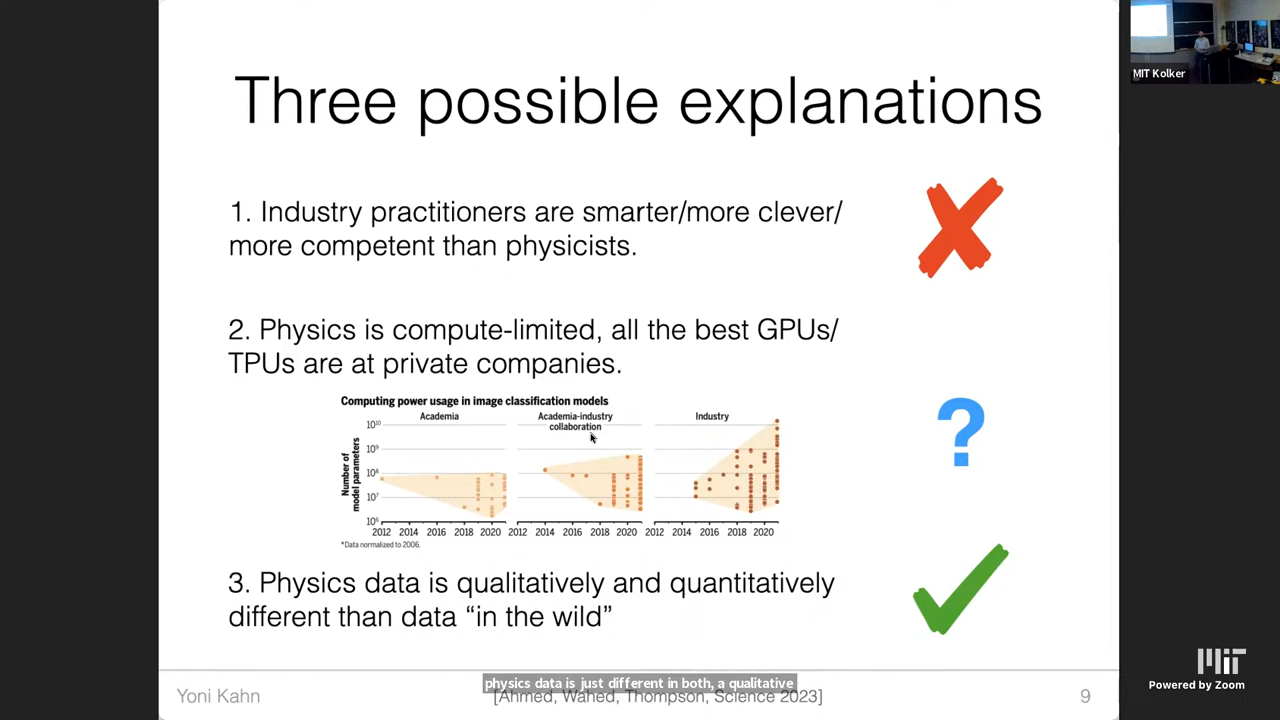 MIT Kolker
Three possible explanations
1. Industry practitioners are smarter/more clever/
more competent than physicists.
2. Physics is compute-limited, all the best GPUs/
TPUs are at private companies.
Computing power usage in image classification models
Academia
Academia-industry
collaboration
Industry
Number of
model parameters
10¹⁰
10⁹
10⁸
10⁷
10⁶
2012 2014 2016 2018 2020 2012 2014 2016 2018 2020 2012 2014 2016 2018 2020
*Data normalized to 2006.
?
3. Physics data is qualitatively and quantitatively
different than data “in the wild”
physics data is just different in both, a qualitative
Yoni Kahn
[Ahmed, Wahed, Thompson, Science 2023]
9
MIT
Powered by Zoom